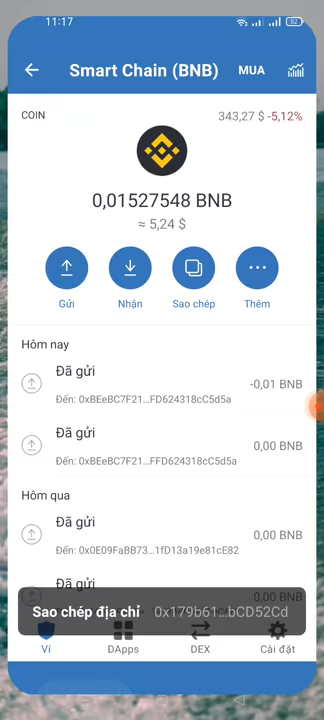 11:17
52
Smart Chain (BNB)
MUA
COIN
343,27 $ -5,12%
0,01527548 BNB
≈ 5,24 $
Gửi
Nhận
Sao chép
Thêm
Hôm nay
Đã gửi
-0,01 BNB
Đến: 0xBEeBC7F21...FD624318cC5d5a
Đã gửi
0,00 BNB
Đến: 0xBEeBC7F21...FFD624318cC5d5a
Hôm qua
Đã gửi
0,00 BNB
Đến: 0x0E09FaBB73...1fD13a19e81cE82
Đã gửi
0,00 BNB
Sao chép địa chỉ 0x179b61...bCD52Cd
Ví
DApps
DEX
Cài đặt